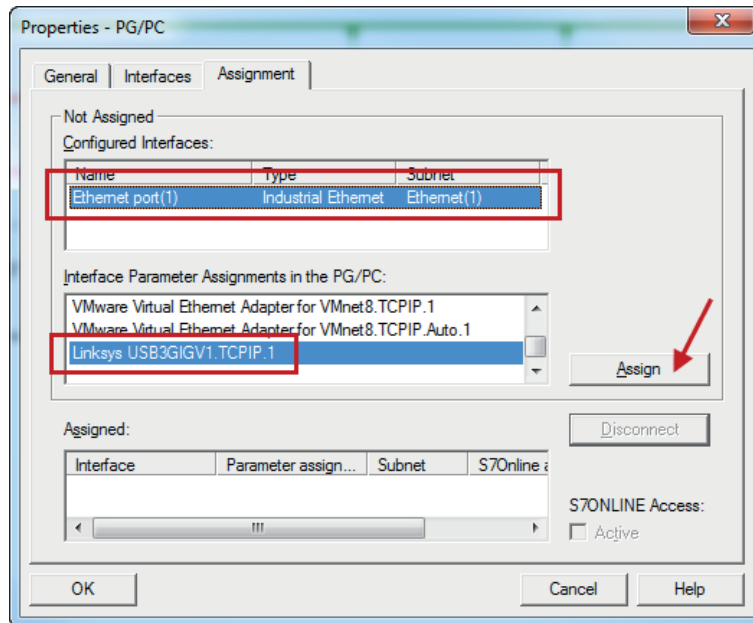 Properties - PG/PC
General Interfaces Assignment
Not Assigned
Configured Interfaces:
Name Type Subnet
Ethernet port(1) Industrial Ethernet Ethernet(1)
Interface Parameter Assignments in the PG/PC:
VMware Virtual Ethernet Adapter for VMnet8.TCPIP.1
VMware Virtual Ethernet Adapter for VMnet8.TCPIP.Auto.1
Linksys USB3GIGV1.TCPIP.1
Assign
Assigned:
Disconnect
Interface Parameter assign... Subnet S7Online a
S7ONLINE Access:
Active
OK Cancel Help